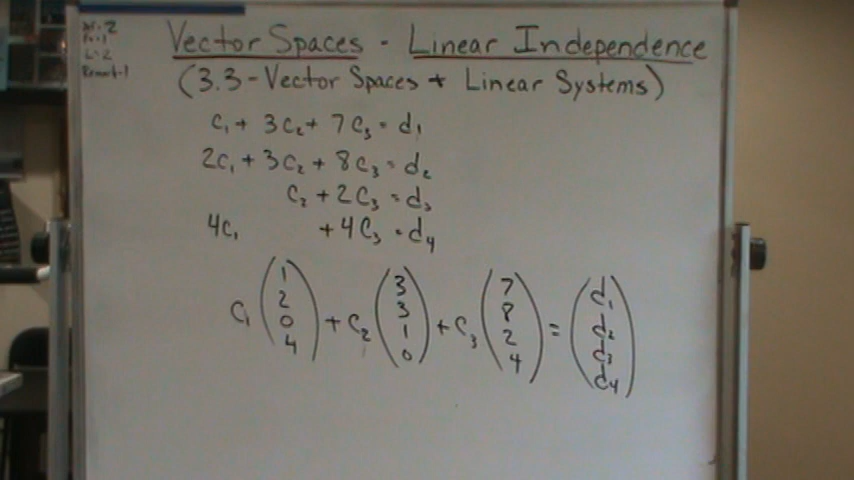 Vector Spaces - Linear Independence
(3.3 - Vector Spaces + Linear Systems)
c₁ + 3c₂ + 7c₃ = d₁
2c₁ + 3c₂ + 8c₃ = d₂
c₂ + 2c₃ = d₃
4c₁ + 4c₃ = d₄
c₁ (1 2 0 4) + c₂ (3 3 1 0) + c₃ (7 8 2 4) = (d₁ d₂ d₃ d₄)